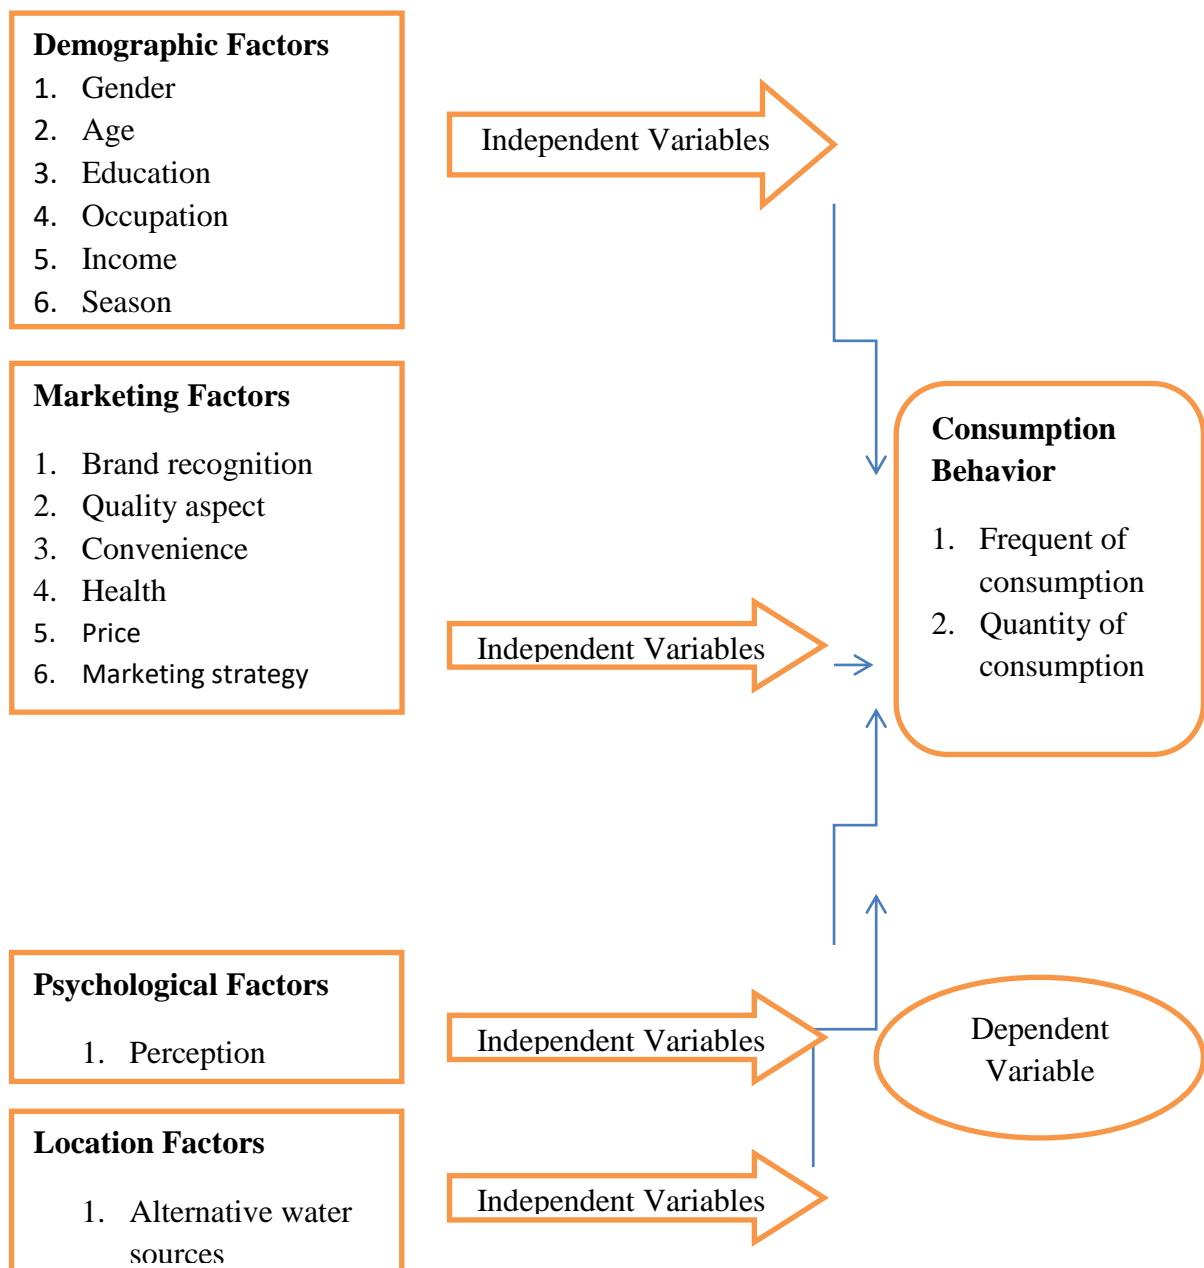 Demographic Factors
1. Gender
2. Age
3. Education
4. Occupation
5. Income
6. Season
Independent Variables
Marketing Factors
1. Brand recognition
2. Quality aspect
3. Convenience
4. Health
5. Price
6. Marketing strategy
Independent Variables
Consumption
Behavior
1. Frequent of
consumption
2. Quantity of
consumption
Psychological Factors
1. Perception
Independent Variables
Dependent
Variable
Location Factors
1. Alternative water
sources
Independent Variables